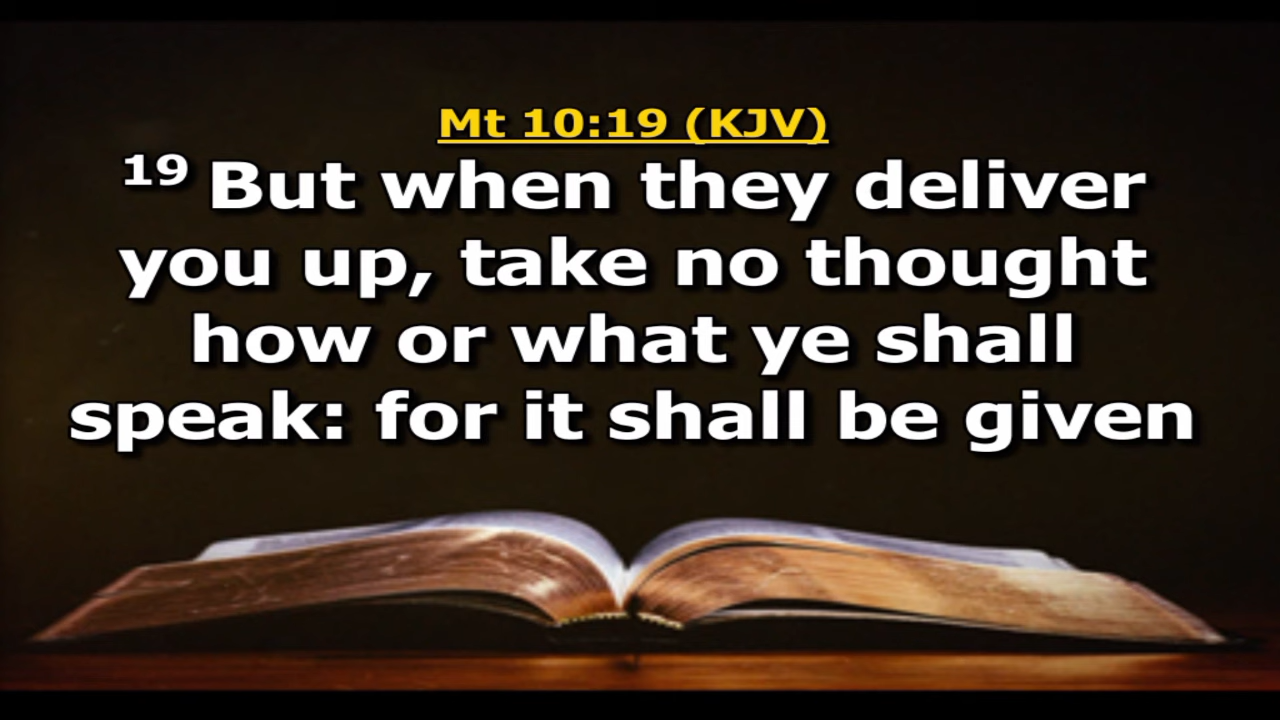 Mt 10:19 (KJV)
19 But when they deliver
you up, take no thought
how or what ye shall
speak: for it shall be given